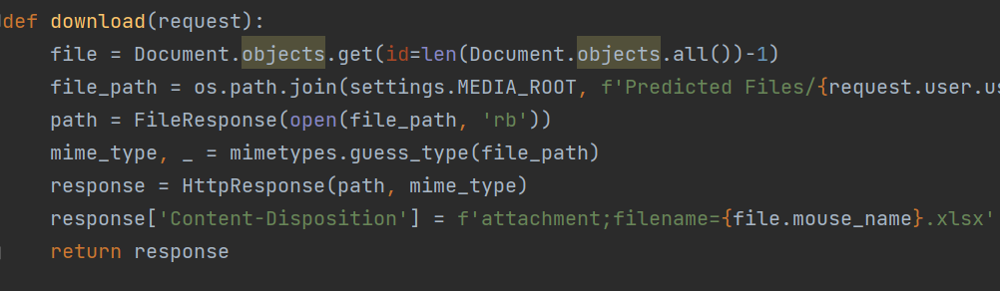 def download(request):
    file = Document.objects.get(id=len(Document.objects.all())-1)
    file_path = os.path.join(settings.MEDIA_ROOT, f'Predicted Files/{request.user.us
    path = FileResponse(open(file_path, 'rb'))
    mime_type, _ = mimetypes.guess_type(file_path)
    response = HttpResponse(path, mime_type)
    response['Content-Disposition'] = f'attachment;filename={file.mouse_name}.xlsx'
    return response